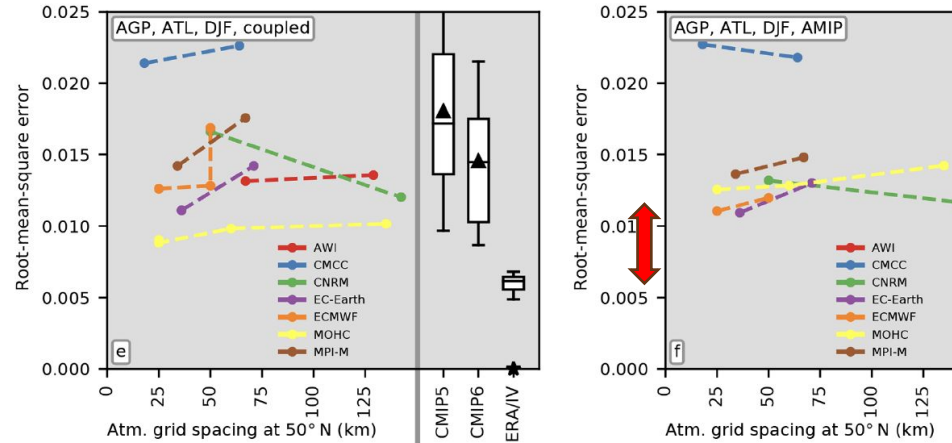 AGP, ATL, DJF, coupled
Root-mean-square error
0.025
0.020
0.015
0.010
0.005
0.000
AWI
CMCC
CNRM
EC-Earth
ECMWF
MOHC
MPI-M
e
0
25
50
75
100
125
Atm. grid spacing at 50° N (km)
CMIP5
CMIP6
ERA/IV
AGP, ATL, DJF, AMIP
Root-mean-square error
0.025
0.020
0.015
0.005
0.000
AWI
CMCC
CNRM
EC-Earth
ECMWF
MOHC
MPI-M
f
0
25
50
75
100
125
Atm. grid spacing at 50° N (km)